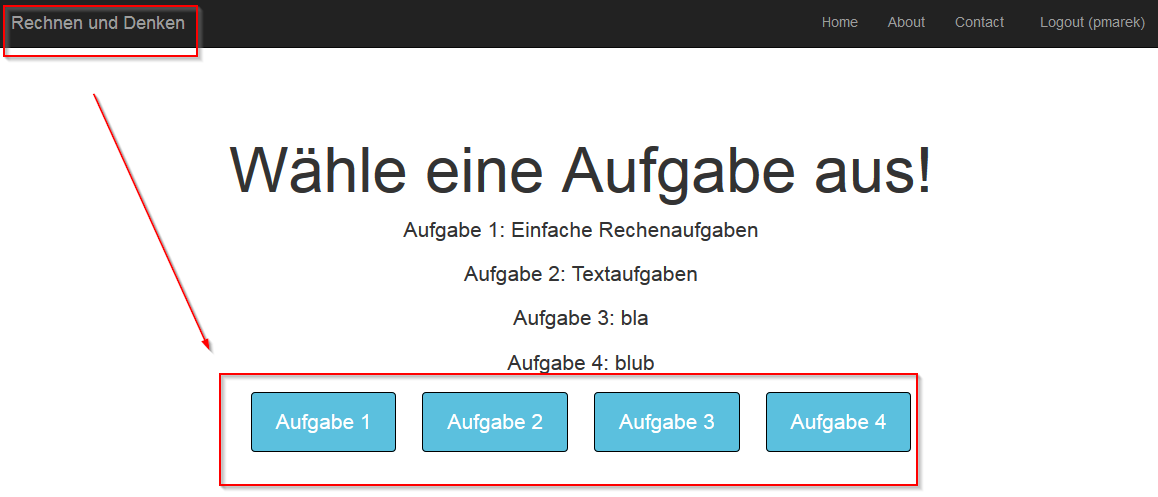 Rechnen und Denken
Home About Contact Logout (pmarek)
Wähle eine Aufgabe aus!
Aufgabe 1: Einfache Rechenaufgaben
Aufgabe 2: Textaufgaben
Aufgabe 3: bla
Aufgabe 4: blub
Aufgabe 1 Aufgabe 2 Aufgabe 3 Aufgabe 4